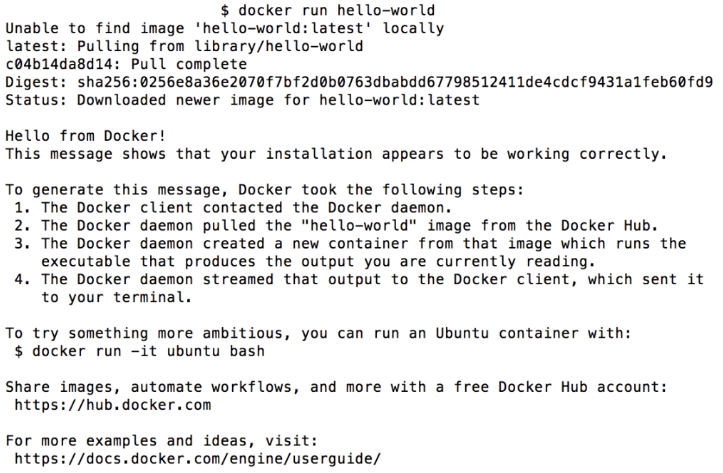 $ docker run hello-world
Unable to find image 'hello-world:latest' locally
latest: Pulling from library/hello-world
c04b14da8d14: Pull complete
Digest: sha256:0256e8a36e2070f7bf2d0b0763dbabdd67798512411de4cdcf9431a1feb60fd9
Status: Downloaded newer image for hello-world:latest

Hello from Docker!
This message shows that your installation appears to be working correctly.

To generate this message, Docker took the following steps:
 1. The Docker client contacted the Docker daemon.
 2. The Docker daemon pulled the "hello-world" image from the Docker Hub.
 3. The Docker daemon created a new container from that image which runs the
    executable that produces the output you are currently reading.
 4. The Docker daemon streamed that output to the Docker client, which sent it
    to your terminal.

To try something more ambitious, you can run an Ubuntu container with:
 $ docker run -it ubuntu bash

Share images, automate workflows, and more with a free Docker Hub account:
 https://hub.docker.com

For more examples and ideas, visit:
 https://docs.docker.com/engine/userguide/